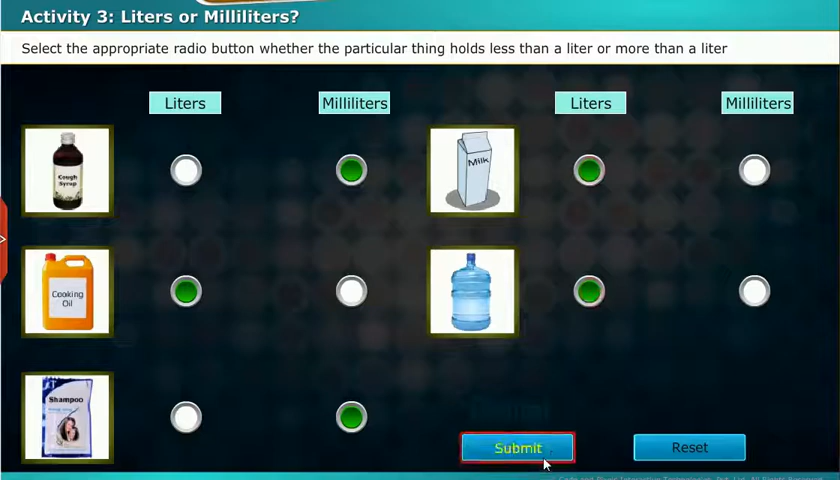 Activity 3: Liters or Milliliters?
Select the appropriate radio button whether the particular thing holds less than a liter or more than a liter
Liters Milliliters Liters Milliliters
Cough
Syrup
Milk
Cooking
Oil
Shampoo
Submit Reset